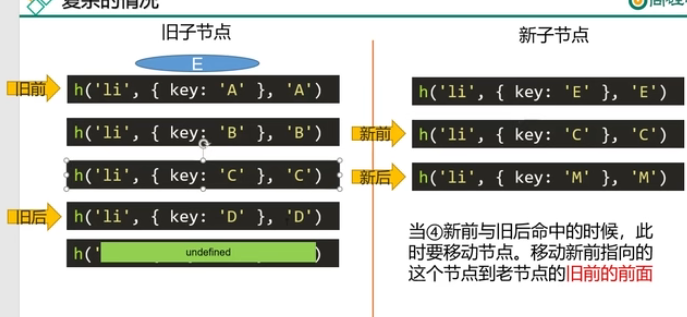 复杂的情况
旧子节点
新子节点
E
旧前
h('li', { key: 'A' }, 'A')
h('li', { key: 'E' }, 'E')
h('li', { key: 'B' }, 'B')
新前
h('li', { key: 'C' }, 'C')
h('li', { key: 'C' }, 'C')
新后
h('li', { key: 'M' }, 'M')
旧后
h('li', { key: 'D' }, 'D')
h(' undefined )
当④新前与旧后命中的时候，此
时要移动节点。移动新前指向的
这个节点到老节点的旧前的前面